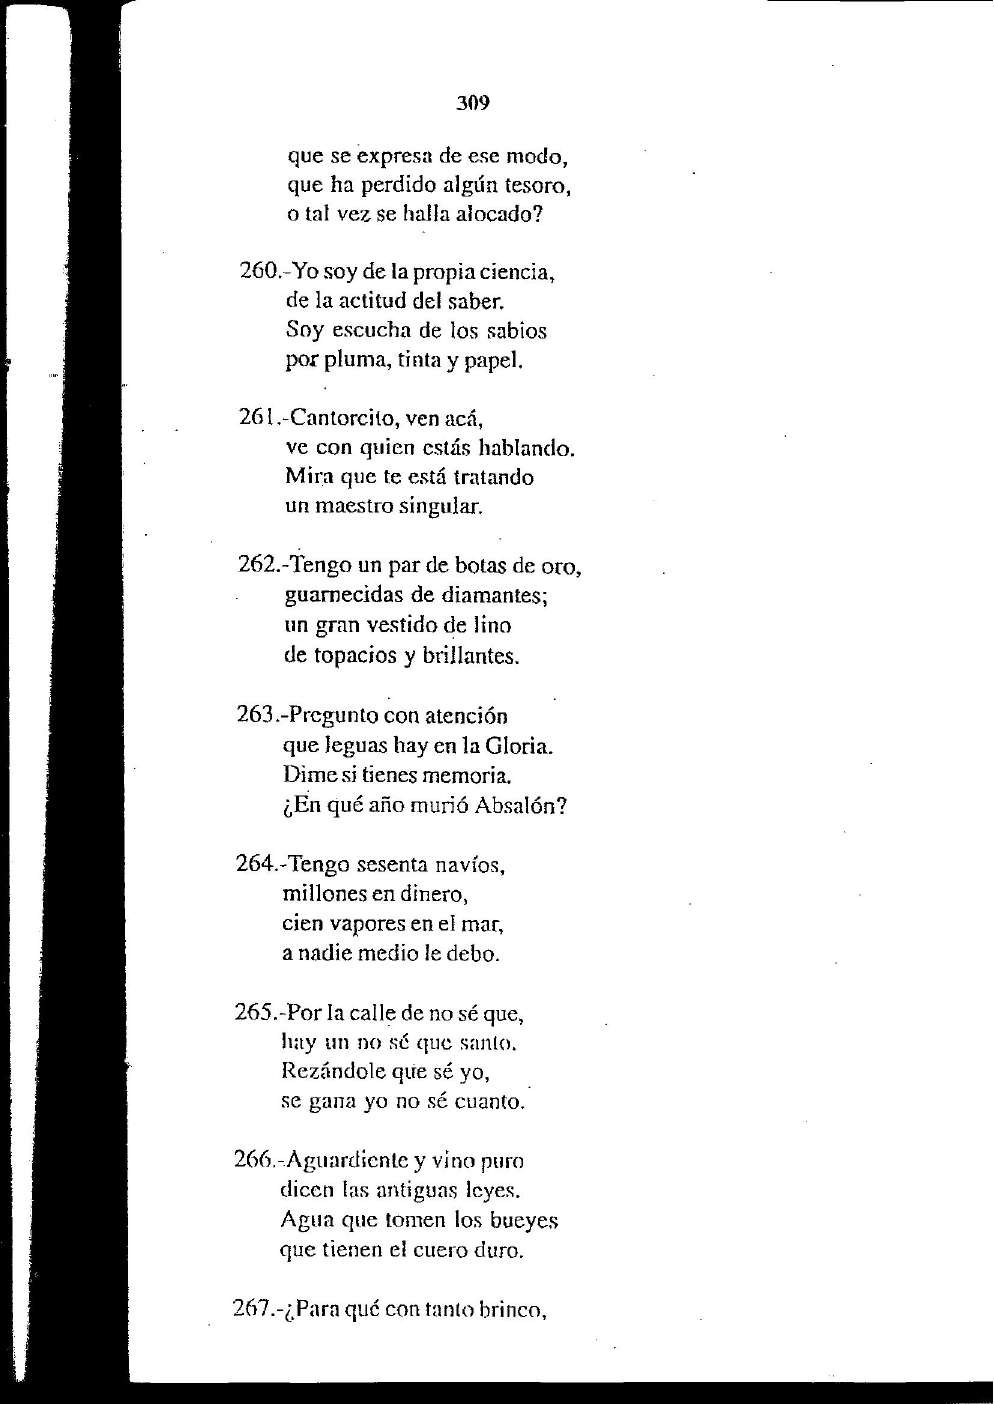 309
que se expresa de ese modo,
que ha perdido algún tesoro,
o tal vez se halla alocado?
260.-Yo soy de la propia ciencia,
de la actitud del saber.
Soy escucha de los sabios
por pluma, tinta y papel.
261.-Cantorcito, ven acá,
ve con quien estás hablando.
Mira que te está tratando
un maestro singular.
262.-Tengo un par de botas de oro,
guarnecidas de diamantes;
un gran vestido de lino
de topacios y brillantes.
263.-Pregunto con atención
que leguas hay en la Gloria.
Dime si tienes memoria.
¿En qué año murió Absalón?
264.-Tengo sesenta navíos,
millones en dinero,
cien vapores en el mar,
a nadie medio le debo.
265.-Por la calle de no sé que,
hay un no sé que santo.
Rezándole que sé yo,
se gana yo no sé cuanto.
266.-Aguardiente y vino puro
dicen las antiguas leyes.
Agua que tomen los bueyes
que tienen el cuero duro.
267.-¿Para qué con tanto brinco,